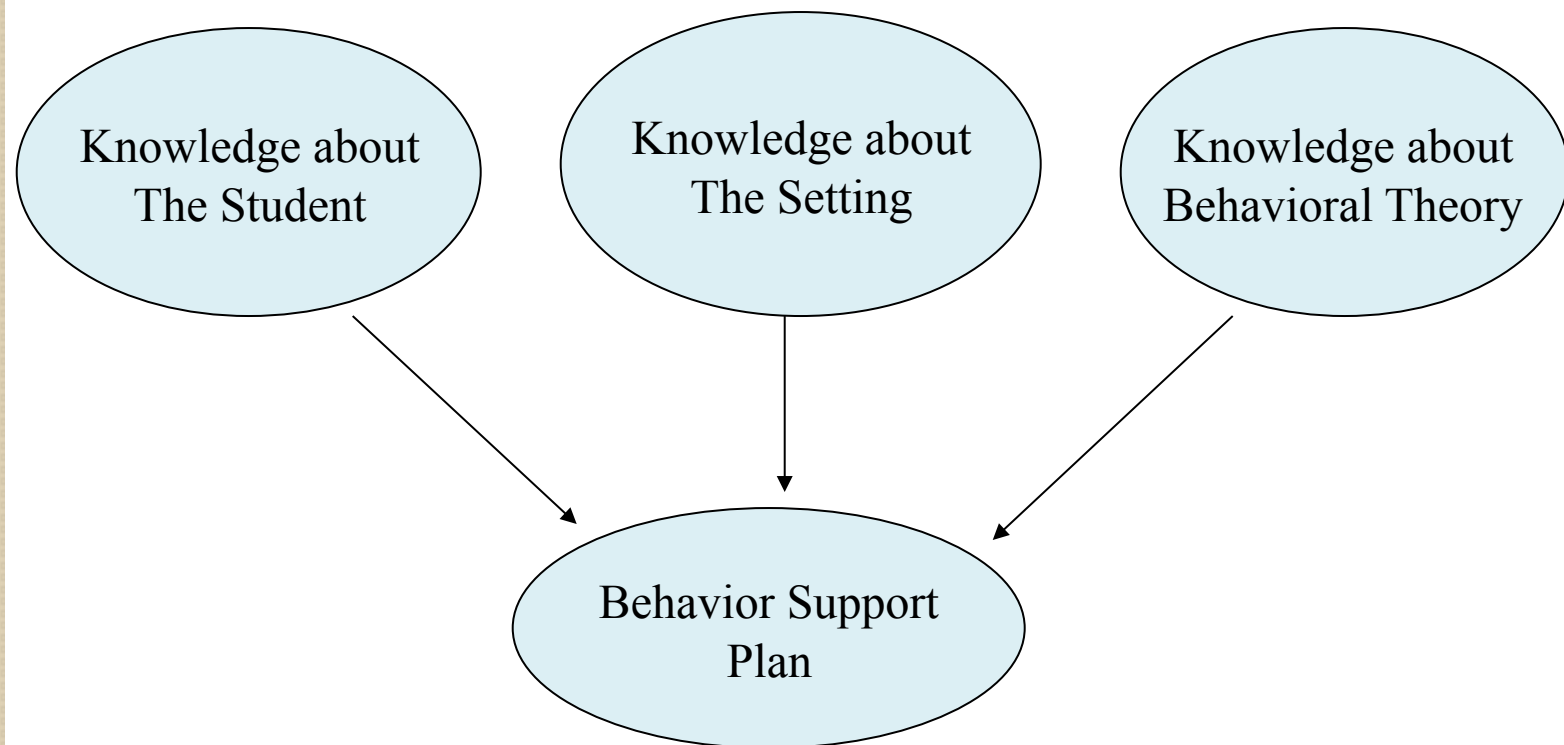 Knowledge about
The Student
Knowledge about
The Setting
Knowledge about
Behavioral Theory
Behavior Support
Plan